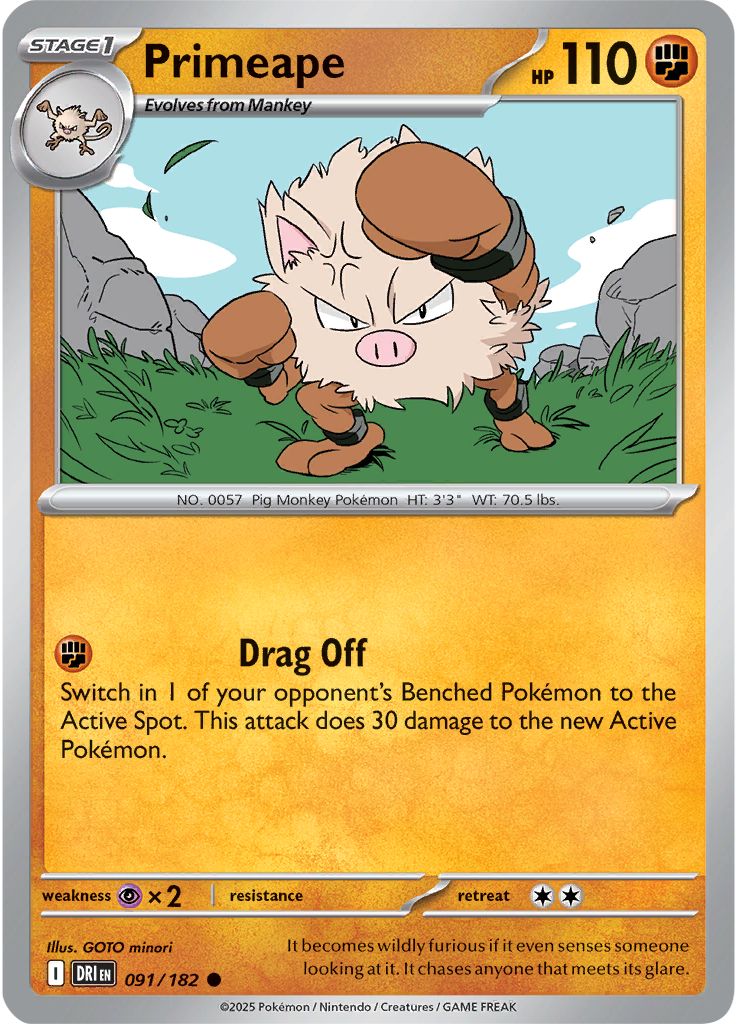 STAGE1
Primeape
HP 110
Evolves from Mankey
NO. 0057 Pig Monkey Pokémon HT: 3'3" WT: 70.5 lbs.
Drag Off
Switch in 1 of your opponent's Benched Pokémon to the
Active Spot. This attack does 30 damage to the new Active
Pokémon.
weakness ×2 resistance retreat
Illus. GOTO minori
It becomes wildly furious if it even senses someone
looking at it. It chases anyone that meets its glare.
I DRI EN 091/182
©2025 Pokémon / Nintendo / Creatures / GAME FREAK